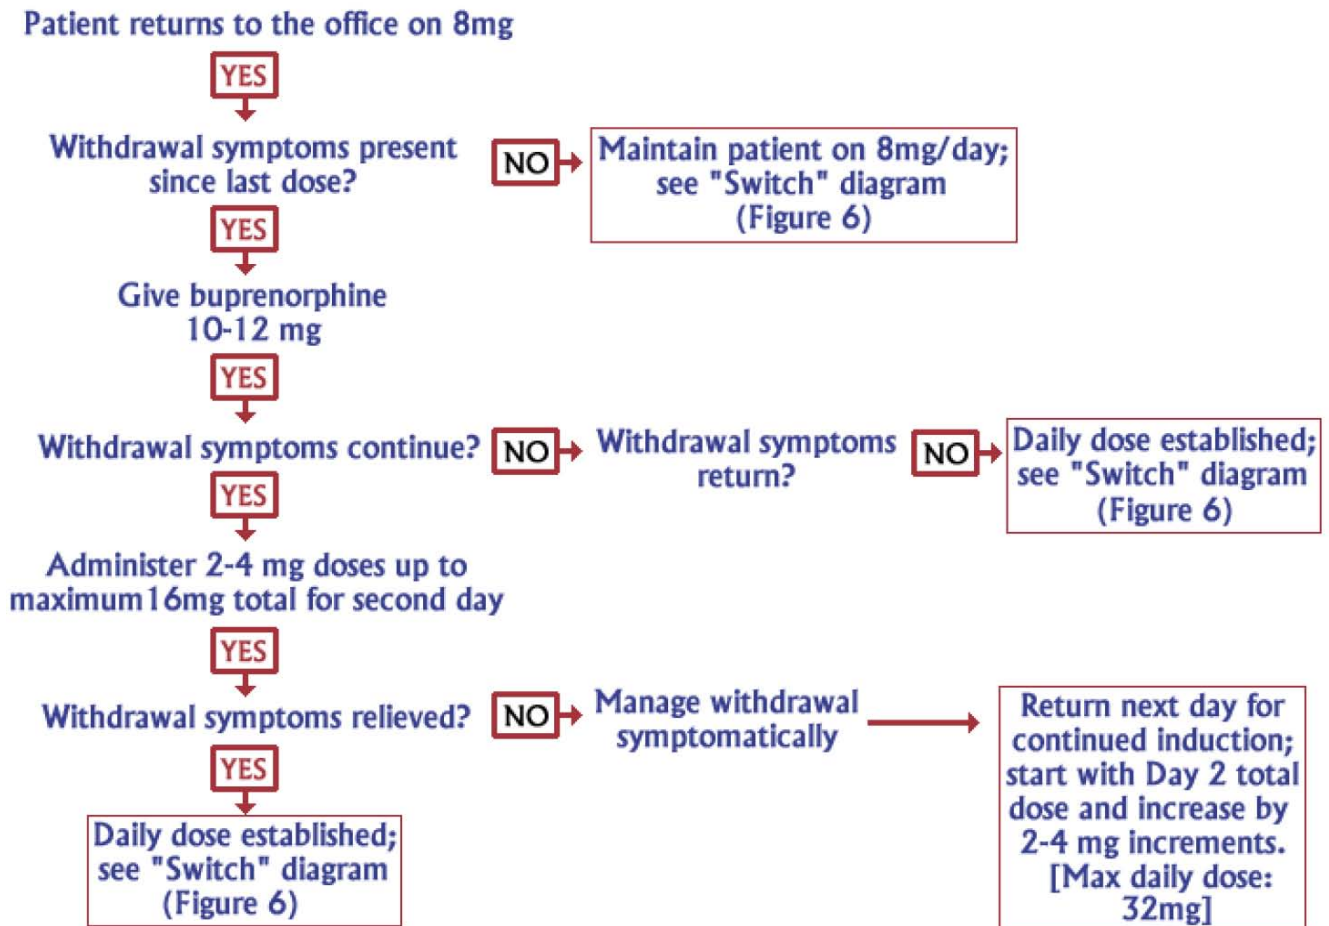 Patient returns to the office on 8mg
YES
Withdrawal symptoms present
since last dose?
NO
Maintain patient on 8mg/day;
see "Switch" diagram
(Figure 6)
YES
Give buprenorphine
10-12 mg
YES
Withdrawal symptoms continue?
NO
Withdrawal symptoms
return?
NO
Daily dose established;
see "Switch" diagram
(Figure 6)
YES
Administer 2-4 mg doses up to
maximum16mg total for second day
YES
Withdrawal symptoms relieved?
NO
Manage withdrawal
symptomatically
Return next day for
continued induction;
start with Day 2 total
dose and increase by
2-4 mg increments.
[Max daily dose:
32mg]
YES
Daily dose established;
see "Switch" diagram
(Figure 6)